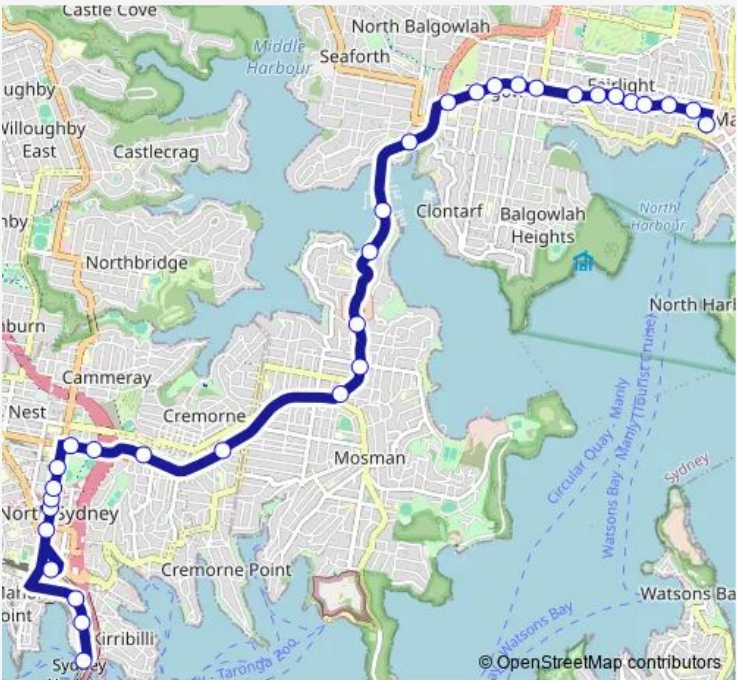 Castle Cove
North Balgowlah
Middle
Harbour
Seaforth
ughby
Fairlight
Willoughby
East
Castlecrag
Ma
Clontarf
Balgowlah
Heights
North
Harbour
Northbridge
North Har
Cammeray
Nest
Cremorne
Mosman
Circular Quay - Manly
Watsons Bay - Manly (Tourist Cruise)
Sydney
North Sydney
Cremorne Point
Watsons Ba
oint
Kirribilli
Watsons Bay
Taronga Zoo
Sydney
© OpenStreetMap contributors